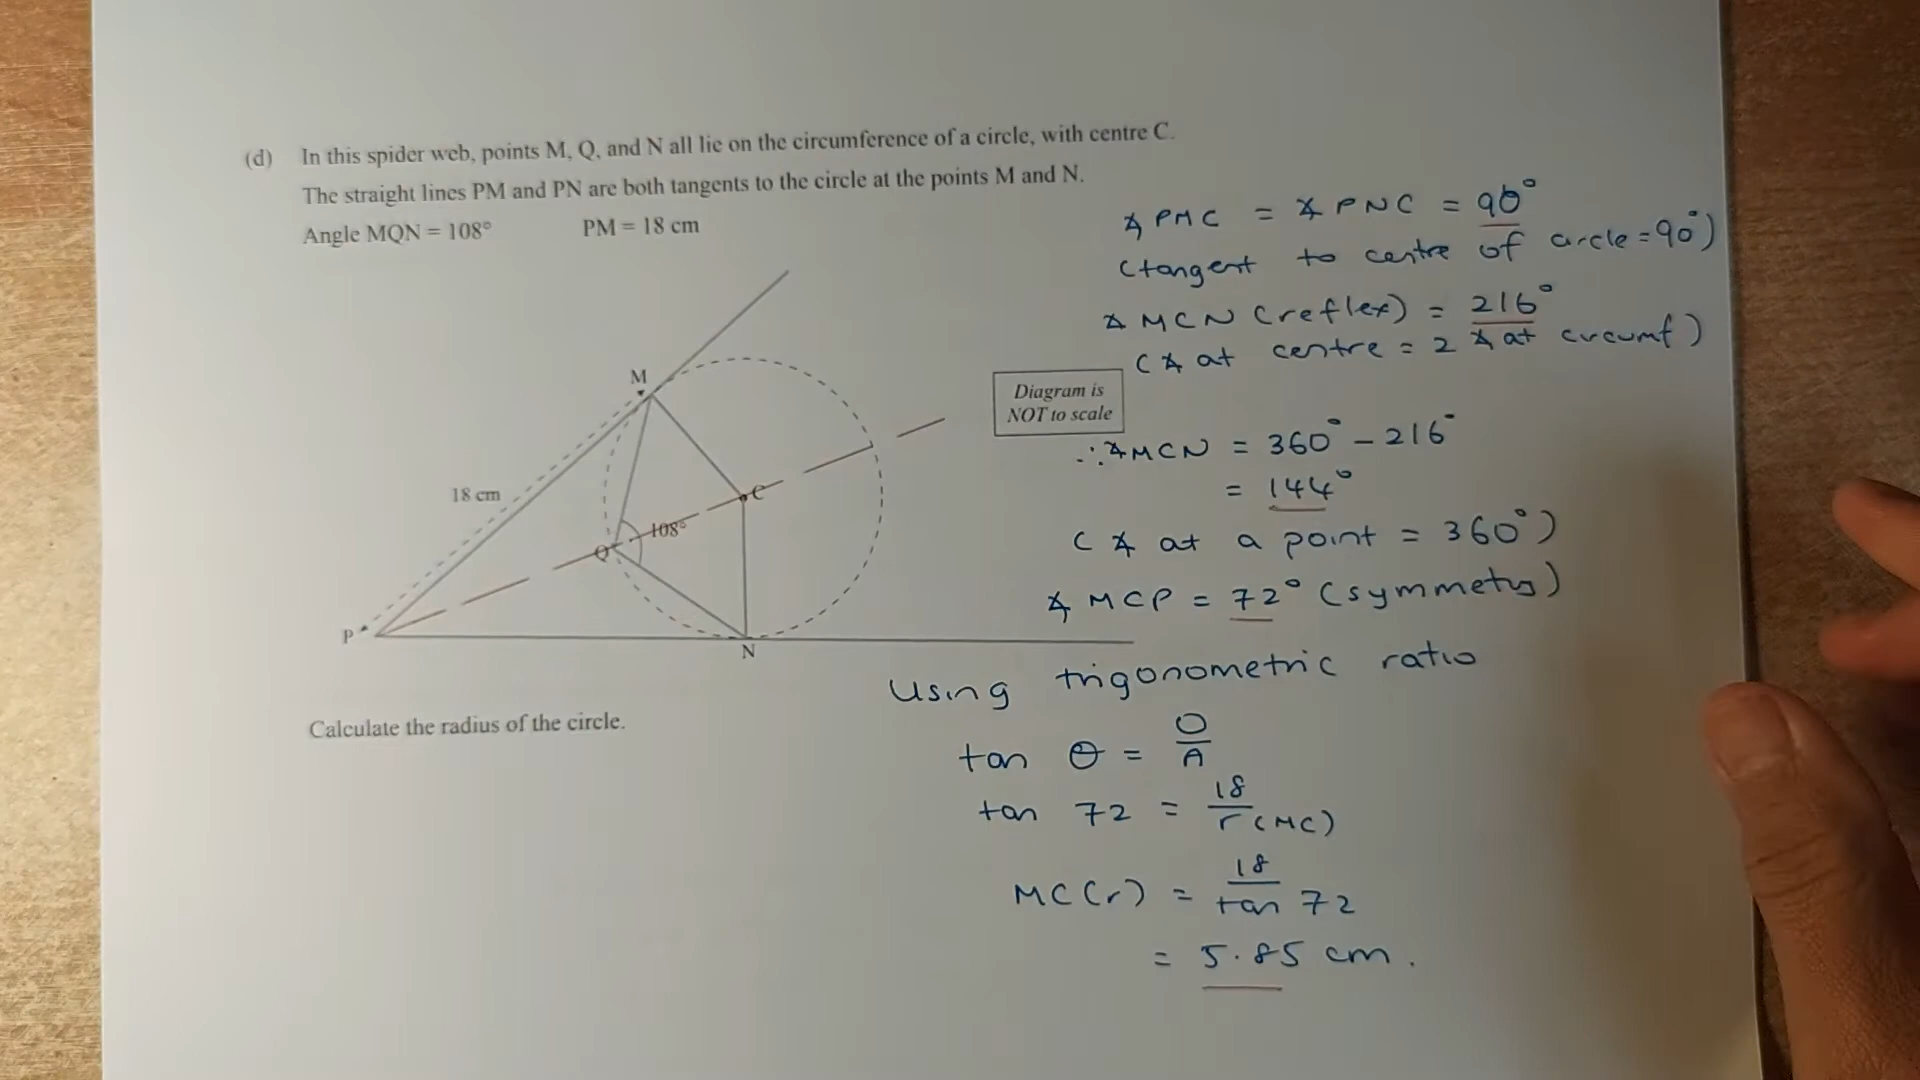 (d) In this spider web, points M, Q, and N all lie on the circumference of a circle, with centre C.
The straight lines PM and PN are both tangents to the circle at the points M and N.
Angle MQN = 108° PM = 18 cm
M
18 cm
C
108°
Q
P
N
Diagram is
NOT to scale
Calculate the radius of the circle.
∡ PMC = ∡ PNC = 90°
(tangent to centre of circle = 90°)
∡ MCN (reflex) = 216°
(∡ at centre = 2 ∡ at circumf)
∴ ∡MCN = 360° - 216°
= 144°
(∡ at a point = 360°)
∡ MCP = 72° (symmetry)
Using trigonometric ratio
tan θ = O/A
tan 72 = 18/r (MC)
MC (r) = 18/tan 72
= 5.85 cm.